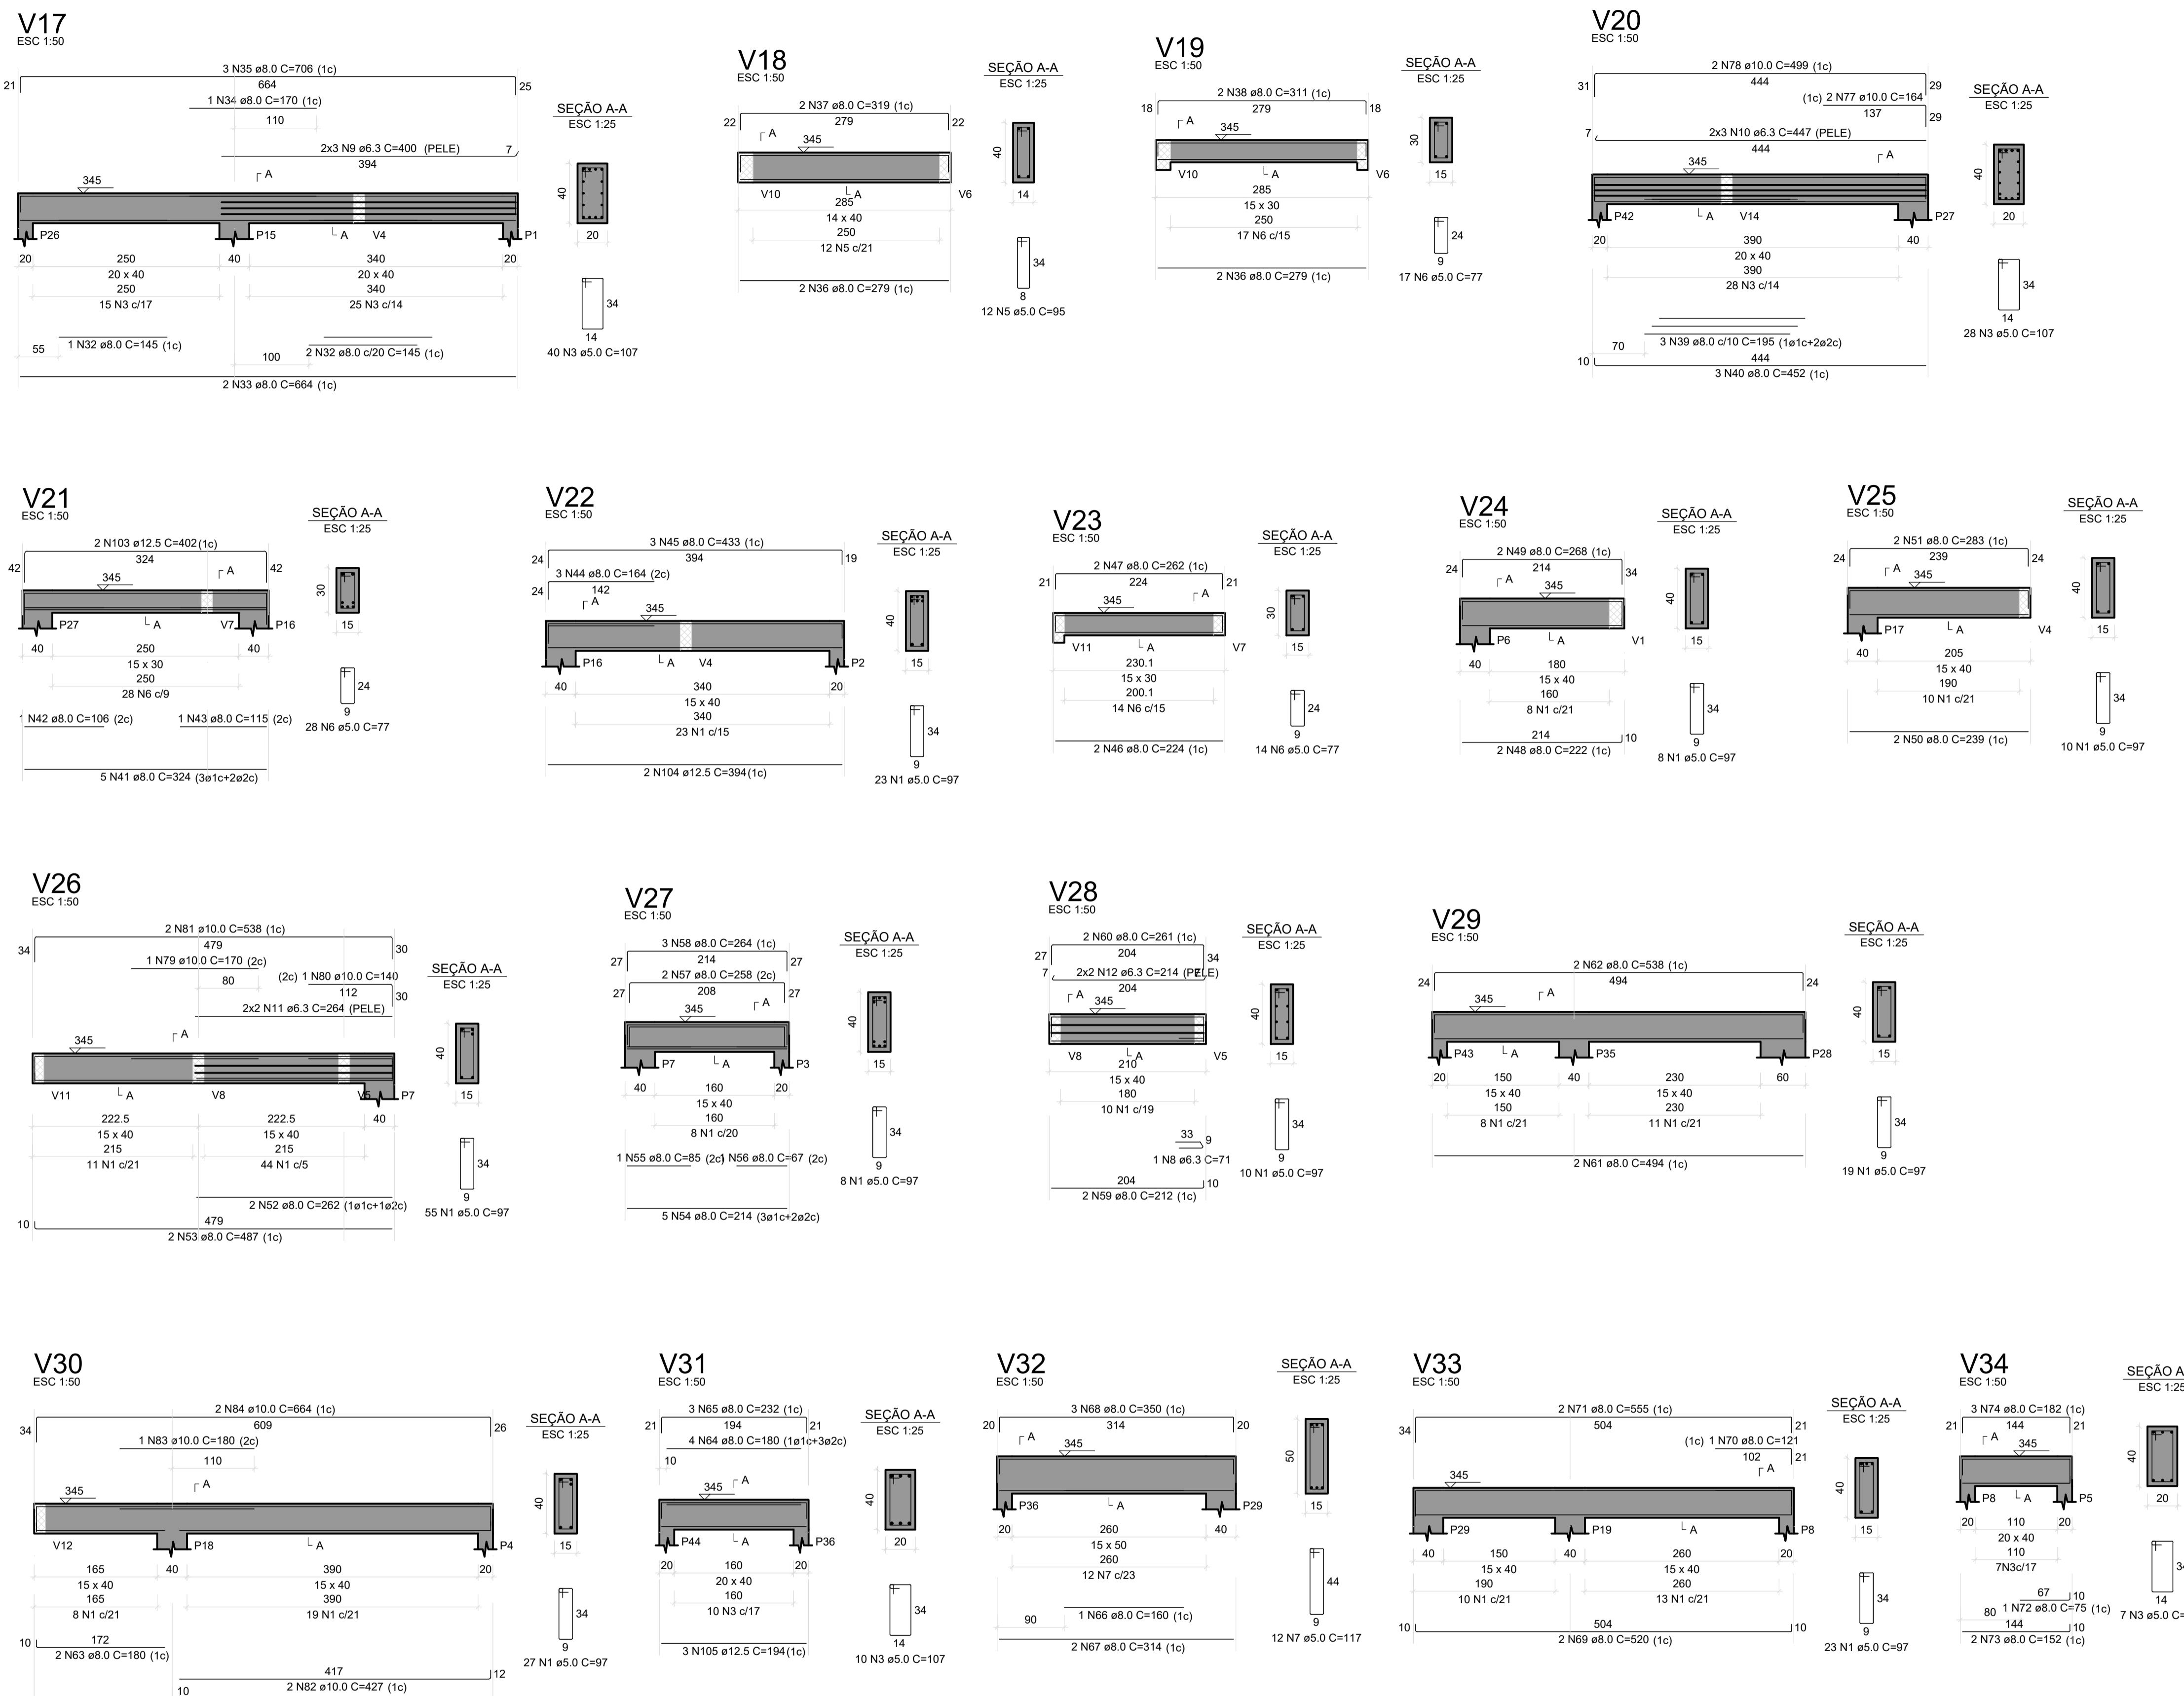 V17
ESC 1:50
3 N35 ø8.0 C=706 (1c)
21
664
25
1 N34 ø8.0 C=170 (1c)
110
2x3 N9 ø6.3 C=400 (PELE)
7
394
A
345
P26
P15
A
V4
P1
20
250
40
340
20
20 x 40
20 x 40
250
340
15 N3 c/17
25 N3 c/14
1 N32 ø8.0 C=145 (1c)
55
2 N32 ø8.0 c/20 C=145 (1c)
100
2 N33 ø8.0 C=664 (1c)
SEÇÃO A-A
ESC 1:25
40
20
34
14
40 N3 ø5.0 C=107
V18
ESC 1:50
2 N37 ø8.0 C=319 (1c)
22
279
22
A
345
V10
A
V6
285
14 x 40
250
12 N5 c/21
2 N36 ø8.0 C=279 (1c)
SEÇÃO A-A
ESC 1:25
40
14
34
8
12 N5 ø5.0 C=95
V19
ESC 1:50
2 N38 ø8.0 C=311 (1c)
18
279
18
A
345
V10
A
V6
285
15 x 30
250
17 N6 c/15
2 N36 ø8.0 C=279 (1c)
SEÇÃO A-A
ESC 1:25
30
15
24
9
17 N6 ø5.0 C=77
V20
ESC 1:50
2 N78 ø10.0 C=499 (1c)
31
444
29
(1c) 2 N77 ø10.0 C=164
137
29
7
2x3 N10 ø6.3 C=447 (PELE)
444
345
A
P42
A
V14
P27
20
390
40
20 x 40
390
28 N3 c/14
70
3 N39 ø8.0 c/10 C=195 (1ø1c+2ø2c)
10
444
3 N40 ø8.0 C=452 (1c)
SEÇÃO A-A
ESC 1:25
40
20
34
14
28 N3 ø5.0 C=107
V21
ESC 1:50
2 N103 ø12.5 C=402(1c)
42
324
42
A
345
P27
A
V7
P16
40
250
40
15 x 30
250
28 N6 c/9
1 N42 ø8.0 C=106 (2c)
1 N43 ø8.0 C=115 (2c)
5 N41 ø8.0 C=324 (3ø1c+2ø2c)
SEÇÃO A-A
ESC 1:25
30
15
24
9
28 N6 ø5.0 C=77
V22
ESC 1:50
3 N45 ø8.0 C=433 (1c)
24
394
19
3 N44 ø8.0 C=164 (2c)
24
142
A
345
P16
A
V4
P2
40
340
20
15 x 40
340
23 N1 c/15
2 N104 ø12.5 C=394(1c)
SEÇÃO A-A
ESC 1:25
40
15
34
9
23 N1 ø5.0 C=97
V23
ESC 1:50
2 N47 ø8.0 C=262 (1c)
21
224
21
A
345
V11
A
V7
230.1
15 x 30
200.1
14 N6 c/15
2 N46 ø8.0 C=224 (1c)
SEÇÃO A-A
ESC 1:25
30
15
24
9
14 N6 ø5.0 C=77
V24
ESC 1:50
2 N49 ø8.0 C=268 (1c)
24
214
34
A
345
P6
A
V1
40
180
15 x 40
160
8 N1 c/21
214
10
2 N48 ø8.0 C=222 (1c)
SEÇÃO A-A
ESC 1:25
40
15
34
9
8 N1 ø5.0 C=97
V25
ESC 1:50
2 N51 ø8.0 C=283 (1c)
24
239
24
A
345
P17
A
V4
40
205
15 x 40
190
10 N1 c/21
2 N50 ø8.0 C=239 (1c)
SEÇÃO A-A
ESC 1:25
40
15
34
9
10 N1 ø5.0 C=97
V26
ESC 1:50
2 N81 ø10.0 C=538 (1c)
34
479
30
1 N79 ø10.0 C=170 (2c)
80
(2c) 1 N80 ø10.0 C=140
112
30
2x2 N11 ø6.3 C=264 (PELE)
A
345
V11
A
V8
V5
P7
222.5
222.5
40
15 x 40
15 x 40
215
215
11 N1 c/21
44 N1 c/5
2 N52 ø8.0 C=262 (1ø1c+1ø2c)
10
479
2 N53 ø8.0 C=487 (1c)
SEÇÃO A-A
ESC 1:25
40
15
34
9
55 N1 ø5.0 C=97
V27
ESC 1:50
3 N58 ø8.0 C=264 (1c)
27
214
27
2 N57 ø8.0 C=258 (2c)
27
208
27
A
345
P7
A
P3
40
160
20
15 x 40
160
8 N1 c/20
1 N55 ø8.0 C=85 (2c)
1 N56 ø8.0 C=67 (2c)
5 N54 ø8.0 C=214 (3ø1c+2ø2c)
SEÇÃO A-A
ESC 1:25
40
15
34
9
8 N1 ø5.0 C=97
V28
ESC 1:50
2 N60 ø8.0 C=261 (1c)
27
204
34
7
2x2 N12 ø6.3 C=214 (PELE)
7
204
A
345
V8
A
V5
210
15 x 40
180
10 N1 c/19
33
9
1 N8 ø6.3 C=71
204
10
2 N59 ø8.0 C=212 (1c)
SEÇÃO A-A
ESC 1:25
40
15
34
9
10 N1 ø5.0 C=97
V29
ESC 1:50
2 N62 ø8.0 C=538 (1c)
24
494
24
345
A
P43
A
P35
P28
20
150
40
230
60
15 x 40
15 x 40
150
230
8 N1 c/21
11 N1 c/21
2 N61 ø8.0 C=494 (1c)
SEÇÃO A-A
ESC 1:25
40
15
34
9
19 N1 ø5.0 C=97
V30
ESC 1:50
2 N84 ø10.0 C=664 (1c)
34
609
26
1 N83 ø10.0 C=180 (2c)
110
A
345
V12
P18
A
P4
165
40
390
20
15 x 40
15 x 40
165
390
8 N1 c/21
19 N1 c/21
10
172
2 N63 ø8.0 C=180 (1c)
417
12
10
2 N82 ø10.0 C=427 (1c)
SEÇÃO A-A
ESC 1:25
40
15
34
9
27 N1 ø5.0 C=97
V31
ESC 1:50
3 N65 ø8.0 C=232 (1c)
21
194
21
4 N64 ø8.0 C=180 (1ø1c+3ø2c)
10
345
A
P44
A
P36
20
160
20
20 x 40
160
10 N3 c/17
3 N105 ø12.5 C=194(1c)
SEÇÃO A-A
ESC 1:25
40
20
34
14
10 N3 ø5.0 C=107
V32
ESC 1:50
3 N68 ø8.0 C=350 (1c)
20
314
20
A
345
P36
A
P29
20
260
40
15 x 50
260
12 N7 c/23
90
1 N66 ø8.0 C=160 (1c)
2 N67 ø8.0 C=314 (1c)
SEÇÃO A-A
ESC 1:25
50
15
44
9
12 N7 ø5.0 C=117
V33
ESC 1:50
2 N71 ø8.0 C=555 (1c)
34
504
21
(1c) 1 N70 ø8.0 C=121
102
21
A
345
P29
P19
A
P8
40
150
40
260
20
15 x 40
15 x 40
190
260
10 N1 c/21
13 N1 c/21
10
504
10
2 N69 ø8.0 C=520 (1c)
SEÇÃO A-A
ESC 1:25
40
15
34
9
23 N1 ø5.0 C=97
V34
ESC 1:50
3 N74 ø8.0 C=182 (1c)
21
144
21
A
345
P8
A
P5
20
110
20
20 x 40
110
7N3c/17
67
10
80
1 N72 ø8.0 C=75 (1c)
144
10
2 N73 ø8.0 C=152 (1c)
SEÇÃO A
ESC 1:25
40
20
34
14
7 N3 ø5.0 C=